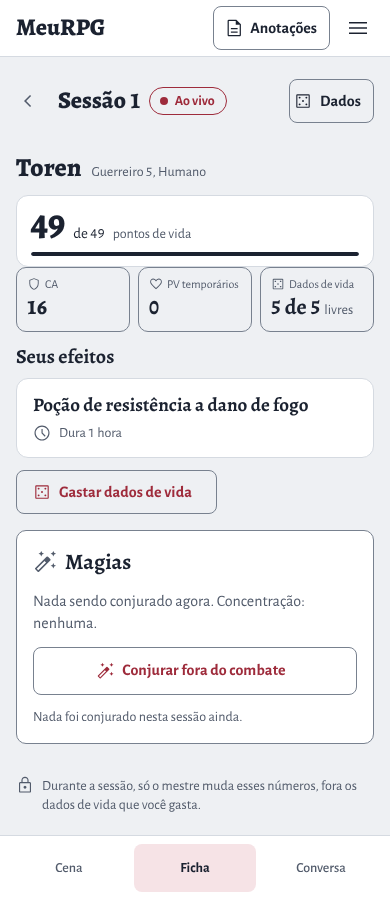 MeuRPG
Anotações
Sessão 1
Ao vivo
Dados
Toren
Guerreiro 5, Humano
49 de 49 pontos de vida
CA
16
PV temporários
0
Dados de vida
5 de 5 livres
Seus efeitos
Poção de resistência a dano de fogo
Dura 1 hora
Gastar dados de vida
Magias
Nada sendo conjurado agora. Concentração:
nenhuma.
Conjurar fora do combate
Nada foi conjurado nesta sessão ainda.
Durante a sessão, só o mestre muda esses números, fora os
dados de vida que você gasta.
Cena
Ficha
Conversa